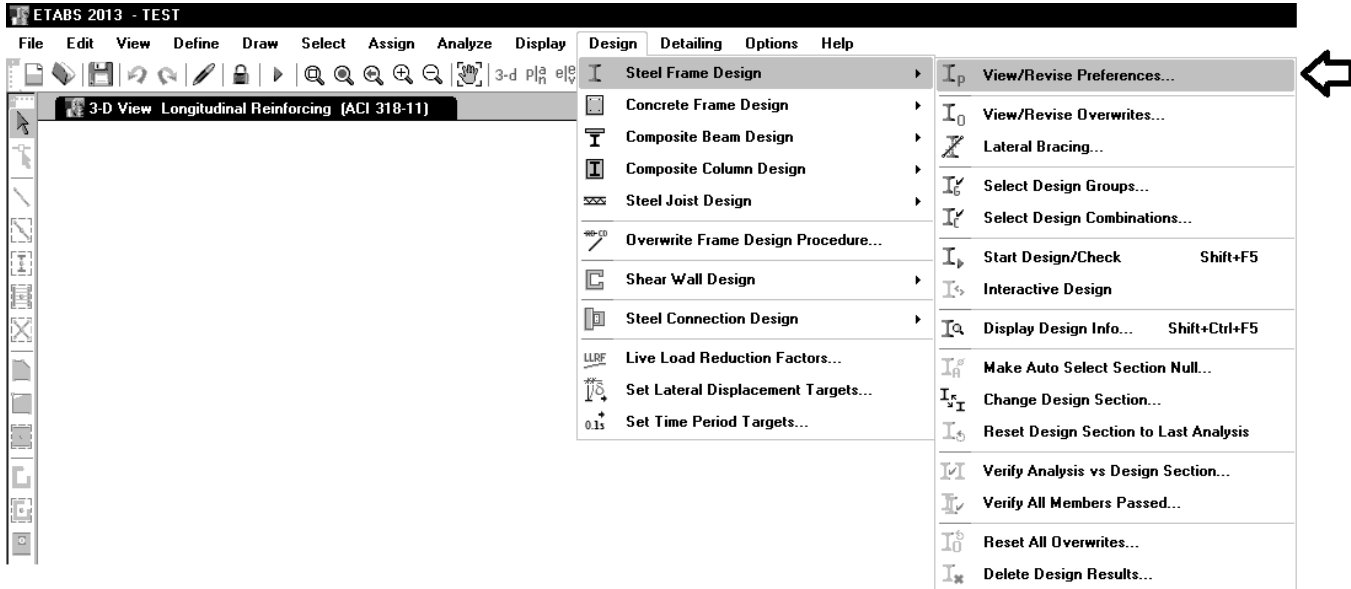 ETABS 2013 - TEST
File Edit View Define Draw Select Assign Analyze Display Design Detailing Options Help
3-d
3-D View Longitudinal Reinforcing (ACI 318-11)
Steel Frame Design
Concrete Frame Design
Composite Beam Design
Composite Column Design
Steel Joist Design
Overwrite Frame Design Procedure...
Shear Wall Design
Steel Connection Design
LLRF Live Load Reduction Factors...
Set Lateral Displacement Targets...
0.1s Set Time Period Targets...
View/Revise Preferences...
View/Revise Overwrites...
Lateral Bracing...
Select Design Groups...
Select Design Combinations...
Start Design/Check Shift+F5
Interactive Design
Display Design Info... Shift+Ctrl+F5
Make Auto Select Section Null...
Change Design Section...
Reset Design Section to Last Analysis
Verify Analysis vs Design Section...
Verify All Members Passed...
Reset All Overwrites...
Delete Design Results...